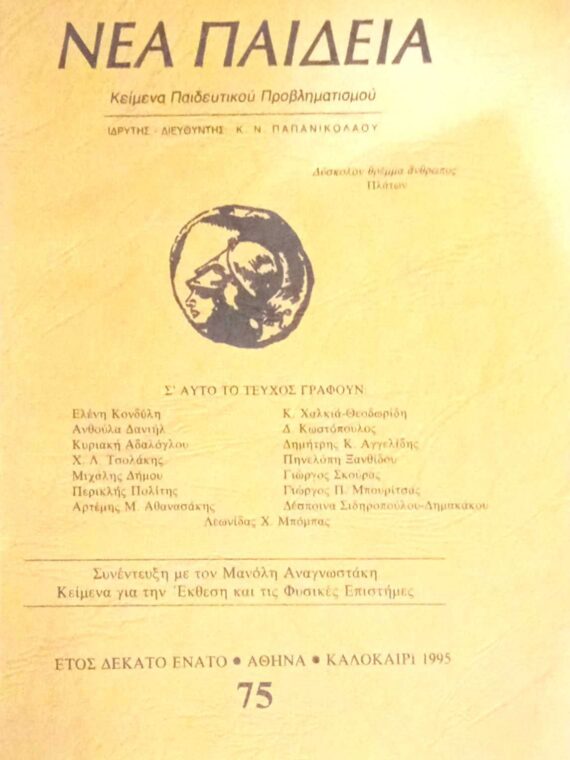 ΝΕΑ ΠΑΙΔΕΙΑ
Κείμενα Παιδευτικού Προβληματισμού
ΙΔΡΥΤΗΣ - ΔΙΕΥΘΥΝΤΗΣ: Κ. Ν. ΠΑΠΑΝΙΚΟΛΑΟΥ
Δύσκολον θρέμμα ἄνθρωπος
Πλάτων
Σ' ΑΥΤΟ ΤΟ ΤΕΥΧΟΣ ΓΡΑΦΟΥΝ
Ελένη Κονδύλη
Ανθούλα Δανιήλ
Κυριακή Αδαλόγλου
Χ. Λ. Τσολάκης
Μιχάλης Δήμου
Περικλής Πολίτης
Αρτέμης Μ. Αθανασάκης
Κ. Χαλκιά-Θεοδωρίδη
Δ. Κωστόπουλος
Δημήτρης Κ. Αγγελίδης
Πηνελόπη Ξανθίδου
Γιώργος Σκούρας
Γιώργος Π. Μπουρίτσας
Δέσποινα Σιδηροπούλου-Δημακάκου
Λεωνίδας Χ. Μπόμπας
Συνέντευξη με τον Μανόλη Αναγνωστάκη
Κείμενα για την Έκθεση και τις Φυσικές Επιστήμες
ΕΤΟΣ ΔΕΚΑΤΟ ΕΝΑΤΟ • ΑΘΗΝΑ • ΚΑΛΟΚΑΙΡΙ 1995
75